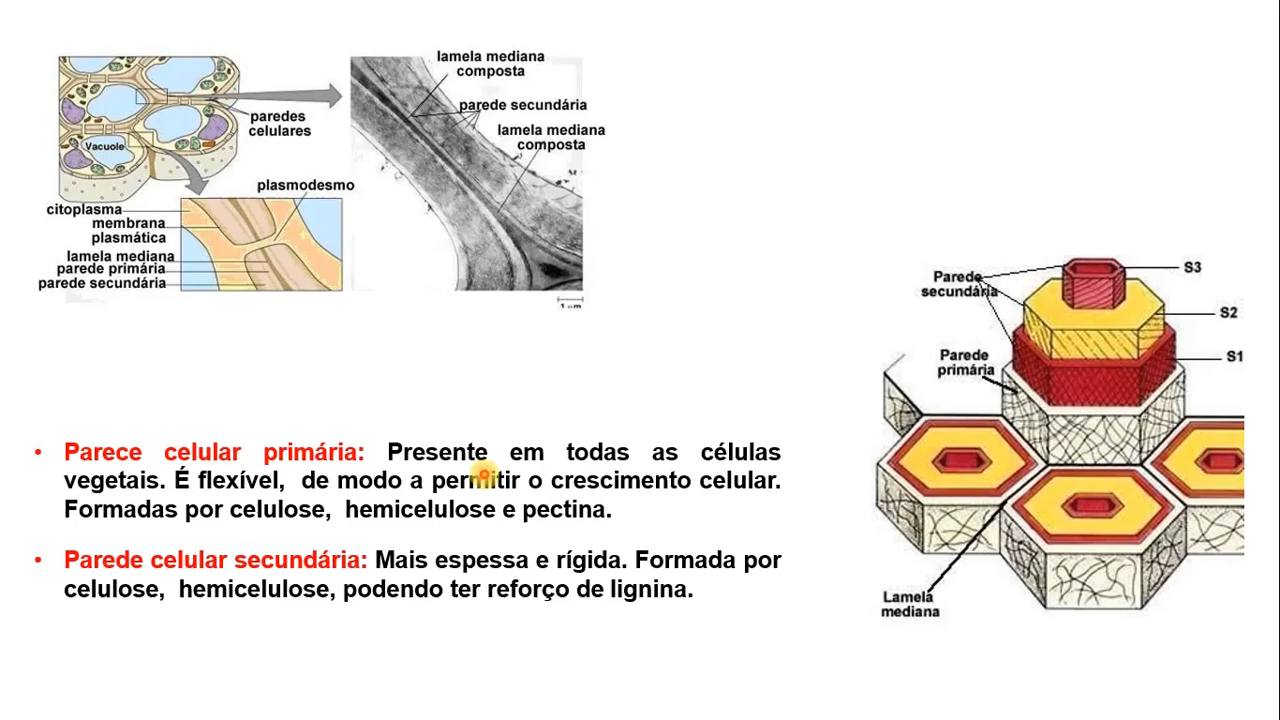 lamela mediana
composta
parede secundária
lamela mediana
composta
paredes
celulares
Vacuole
plasmodesmo
citoplasma
membrana
plasmática
lamela mediana
parede primária
parede secundária
1 µm
Parede
secundária
S3
S2
S1
Parede
primária
Lamela
mediana
• Parece celular primária: Presente em todas as células
vegetais. É flexível, de modo a permitir o crescimento celular.
Formadas por celulose, hemicelulose e pectina.
• Parede celular secundária: Mais espessa e rígida. Formada por
celulose, hemicelulose, podendo ter reforço de lignina.